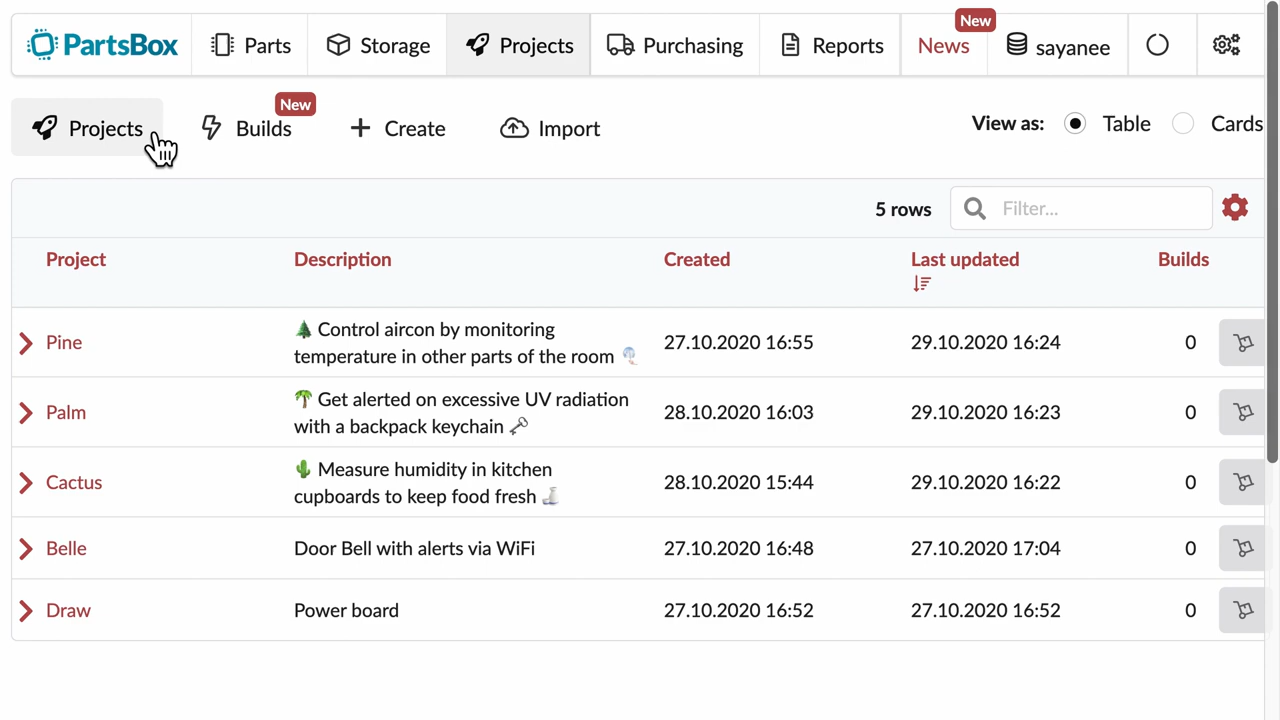 PartsBox
Parts
Storage
Projects
Purchasing
Reports
News
New
sayanee
Projects
Builds
New
Create
Import
View as:
Table
Cards
5 rows
Filter...
Project
Description
Created
Last updated
Builds
Pine
🌲 Control aircon by monitoring
temperature in other parts of the room
27.10.2020 16:55
29.10.2020 16:24
0
Palm
🌴 Get alerted on excessive UV radiation
with a backpack keychain 🗝
28.10.2020 16:03
29.10.2020 16:23
0
Cactus
🌵 Measure humidity in kitchen
cupboards to keep food fresh
28.10.2020 15:44
29.10.2020 16:22
0
Belle
Door Bell with alerts via WiFi
27.10.2020 16:48
27.10.2020 17:04
0
Draw
Power board
27.10.2020 16:52
27.10.2020 16:52
0